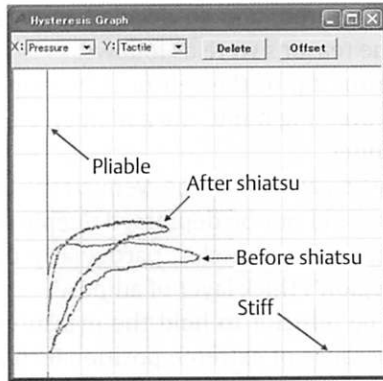 Hysteresis Graph
X: Pressure Y: Tactile Delete Offset
Pliable
After shiatsu
Before shiatsu
Stiff